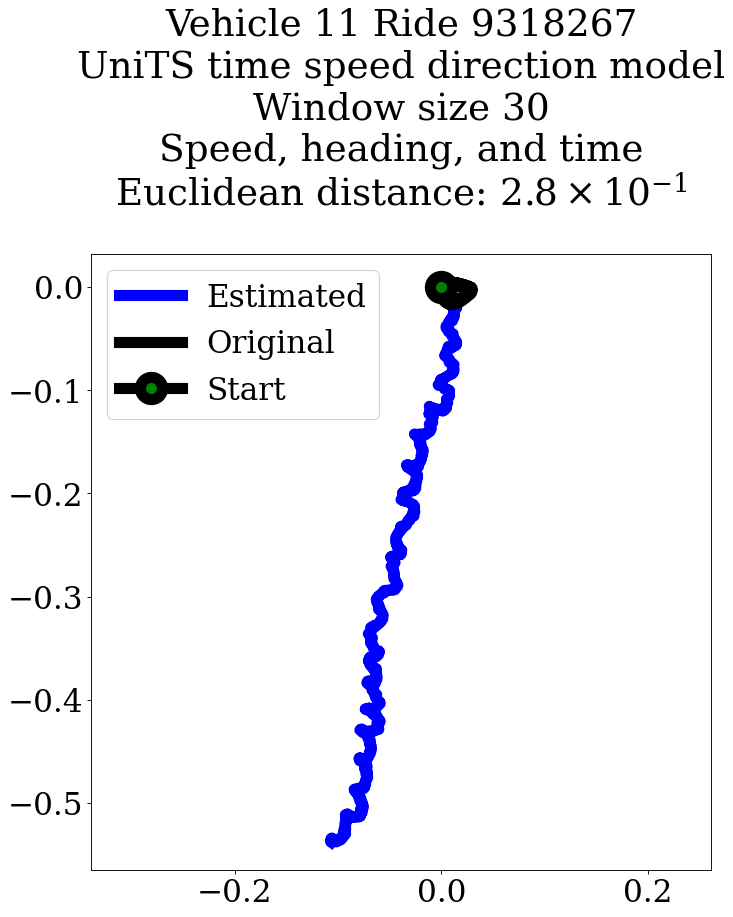 Vehicle 11 Ride 9318267
UniTS time speed direction model
Window size 30
Speed, heading, and time
Euclidean distance: 2.8 × 10⁻¹
Estimated
Original
Start
0.0
−0.1
−0.2
−0.3
−0.4
−0.5
−0.2 0.0 0.2